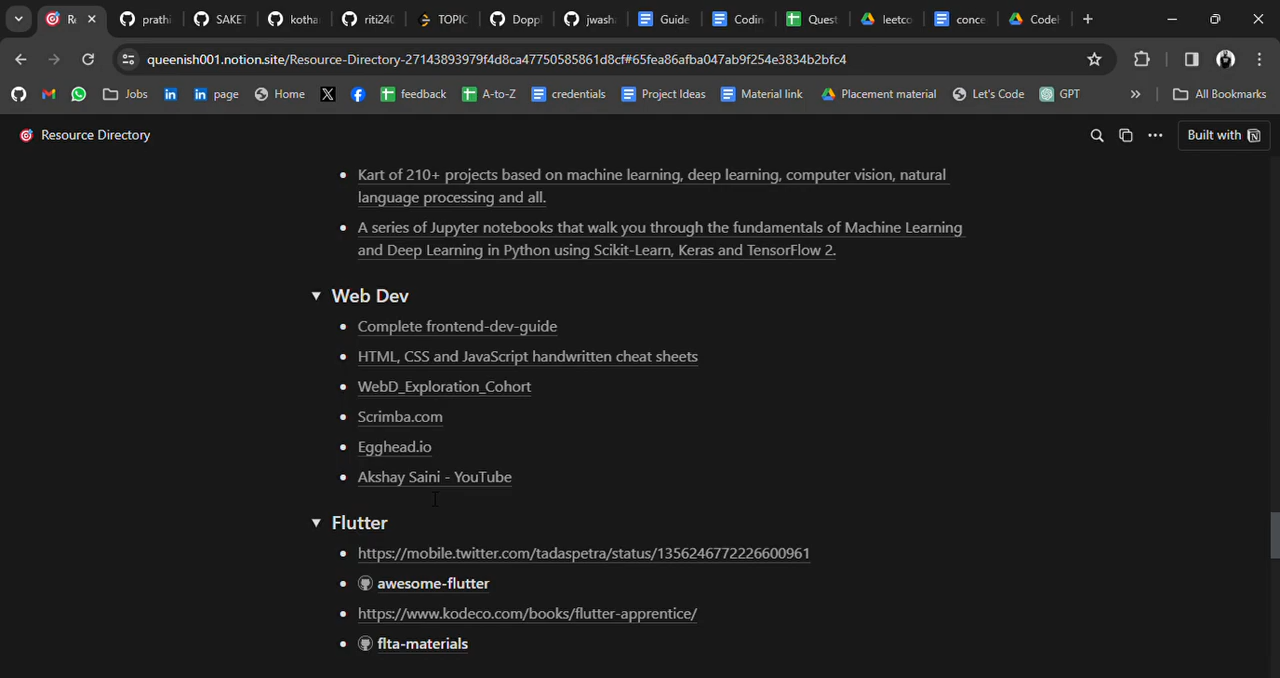 Re
prathi
SAKET
kotha
riti24
TOPIC
Doppl
jwash
Guide
Codin
Quest
leetco
conce
Codel
queenish001.notion.site/Resource-Directory-27143893979f4d8ca47750585861d8cf#65fea86afba047ab9f254e3834b2bfc4
Jobs
page
Home
feedback
A-to-Z
credentials
Project Ideas
Material link
Placement material
Let's Code
GPT
All Bookmarks
Resource Directory
Built with
Kart of 210+ projects based on machine learning, deep learning, computer vision, natural
language processing and all.
A series of Jupyter notebooks that walk you through the fundamentals of Machine Learning
and Deep Learning in Python using Scikit-Learn, Keras and TensorFlow 2.
Web Dev
Complete frontend-dev-guide
HTML, CSS and JavaScript handwritten cheat sheets
WebD_Exploration_Cohort
Scrimba.com
Egghead.io
Akshay Saini - YouTube
Flutter
https://mobile.twitter.com/tadaspetra/status/1356246772226600961
awesome-flutter
https://www.kodeco.com/books/flutter-apprentice/
flta-materials